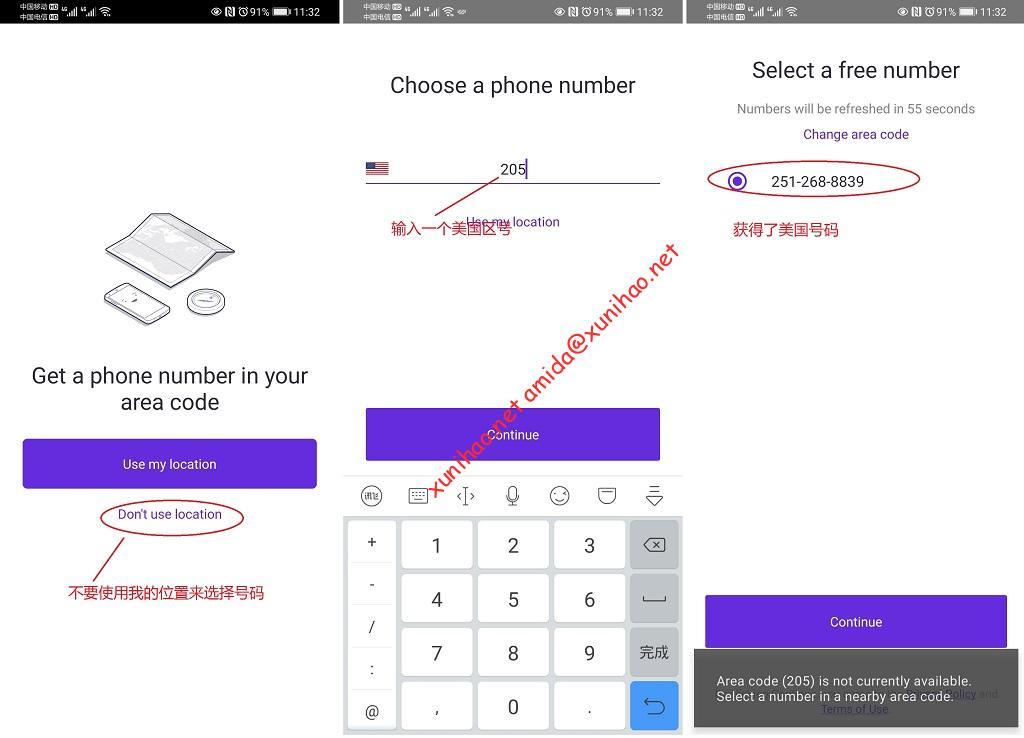 中国移动 HD
中国电信 HD
91% 11:32
Get a phone number in your
area code
Use my location
Don't use location
不要使用我的位置来选择号码
中国移动 HD
中国电信 HD
91% 11:32
Choose a phone number
205
Use my location
输入一个美国区号
Continue
+ 1 2 3
- 4 5 6
/ 7 8 9 完成
:
@ , 0 .
xunihao.net amida@xunihao.net
中国移动 HD
中国电信 HD
91% 11:32
Select a free number
Numbers will be refreshed in 55 seconds
Change area code
251-268-8839
获得了美国号码
Continue
Area code (205) is not currently available.
Select a number in a nearby area code.
Privacy Policy and
Terms of Use.